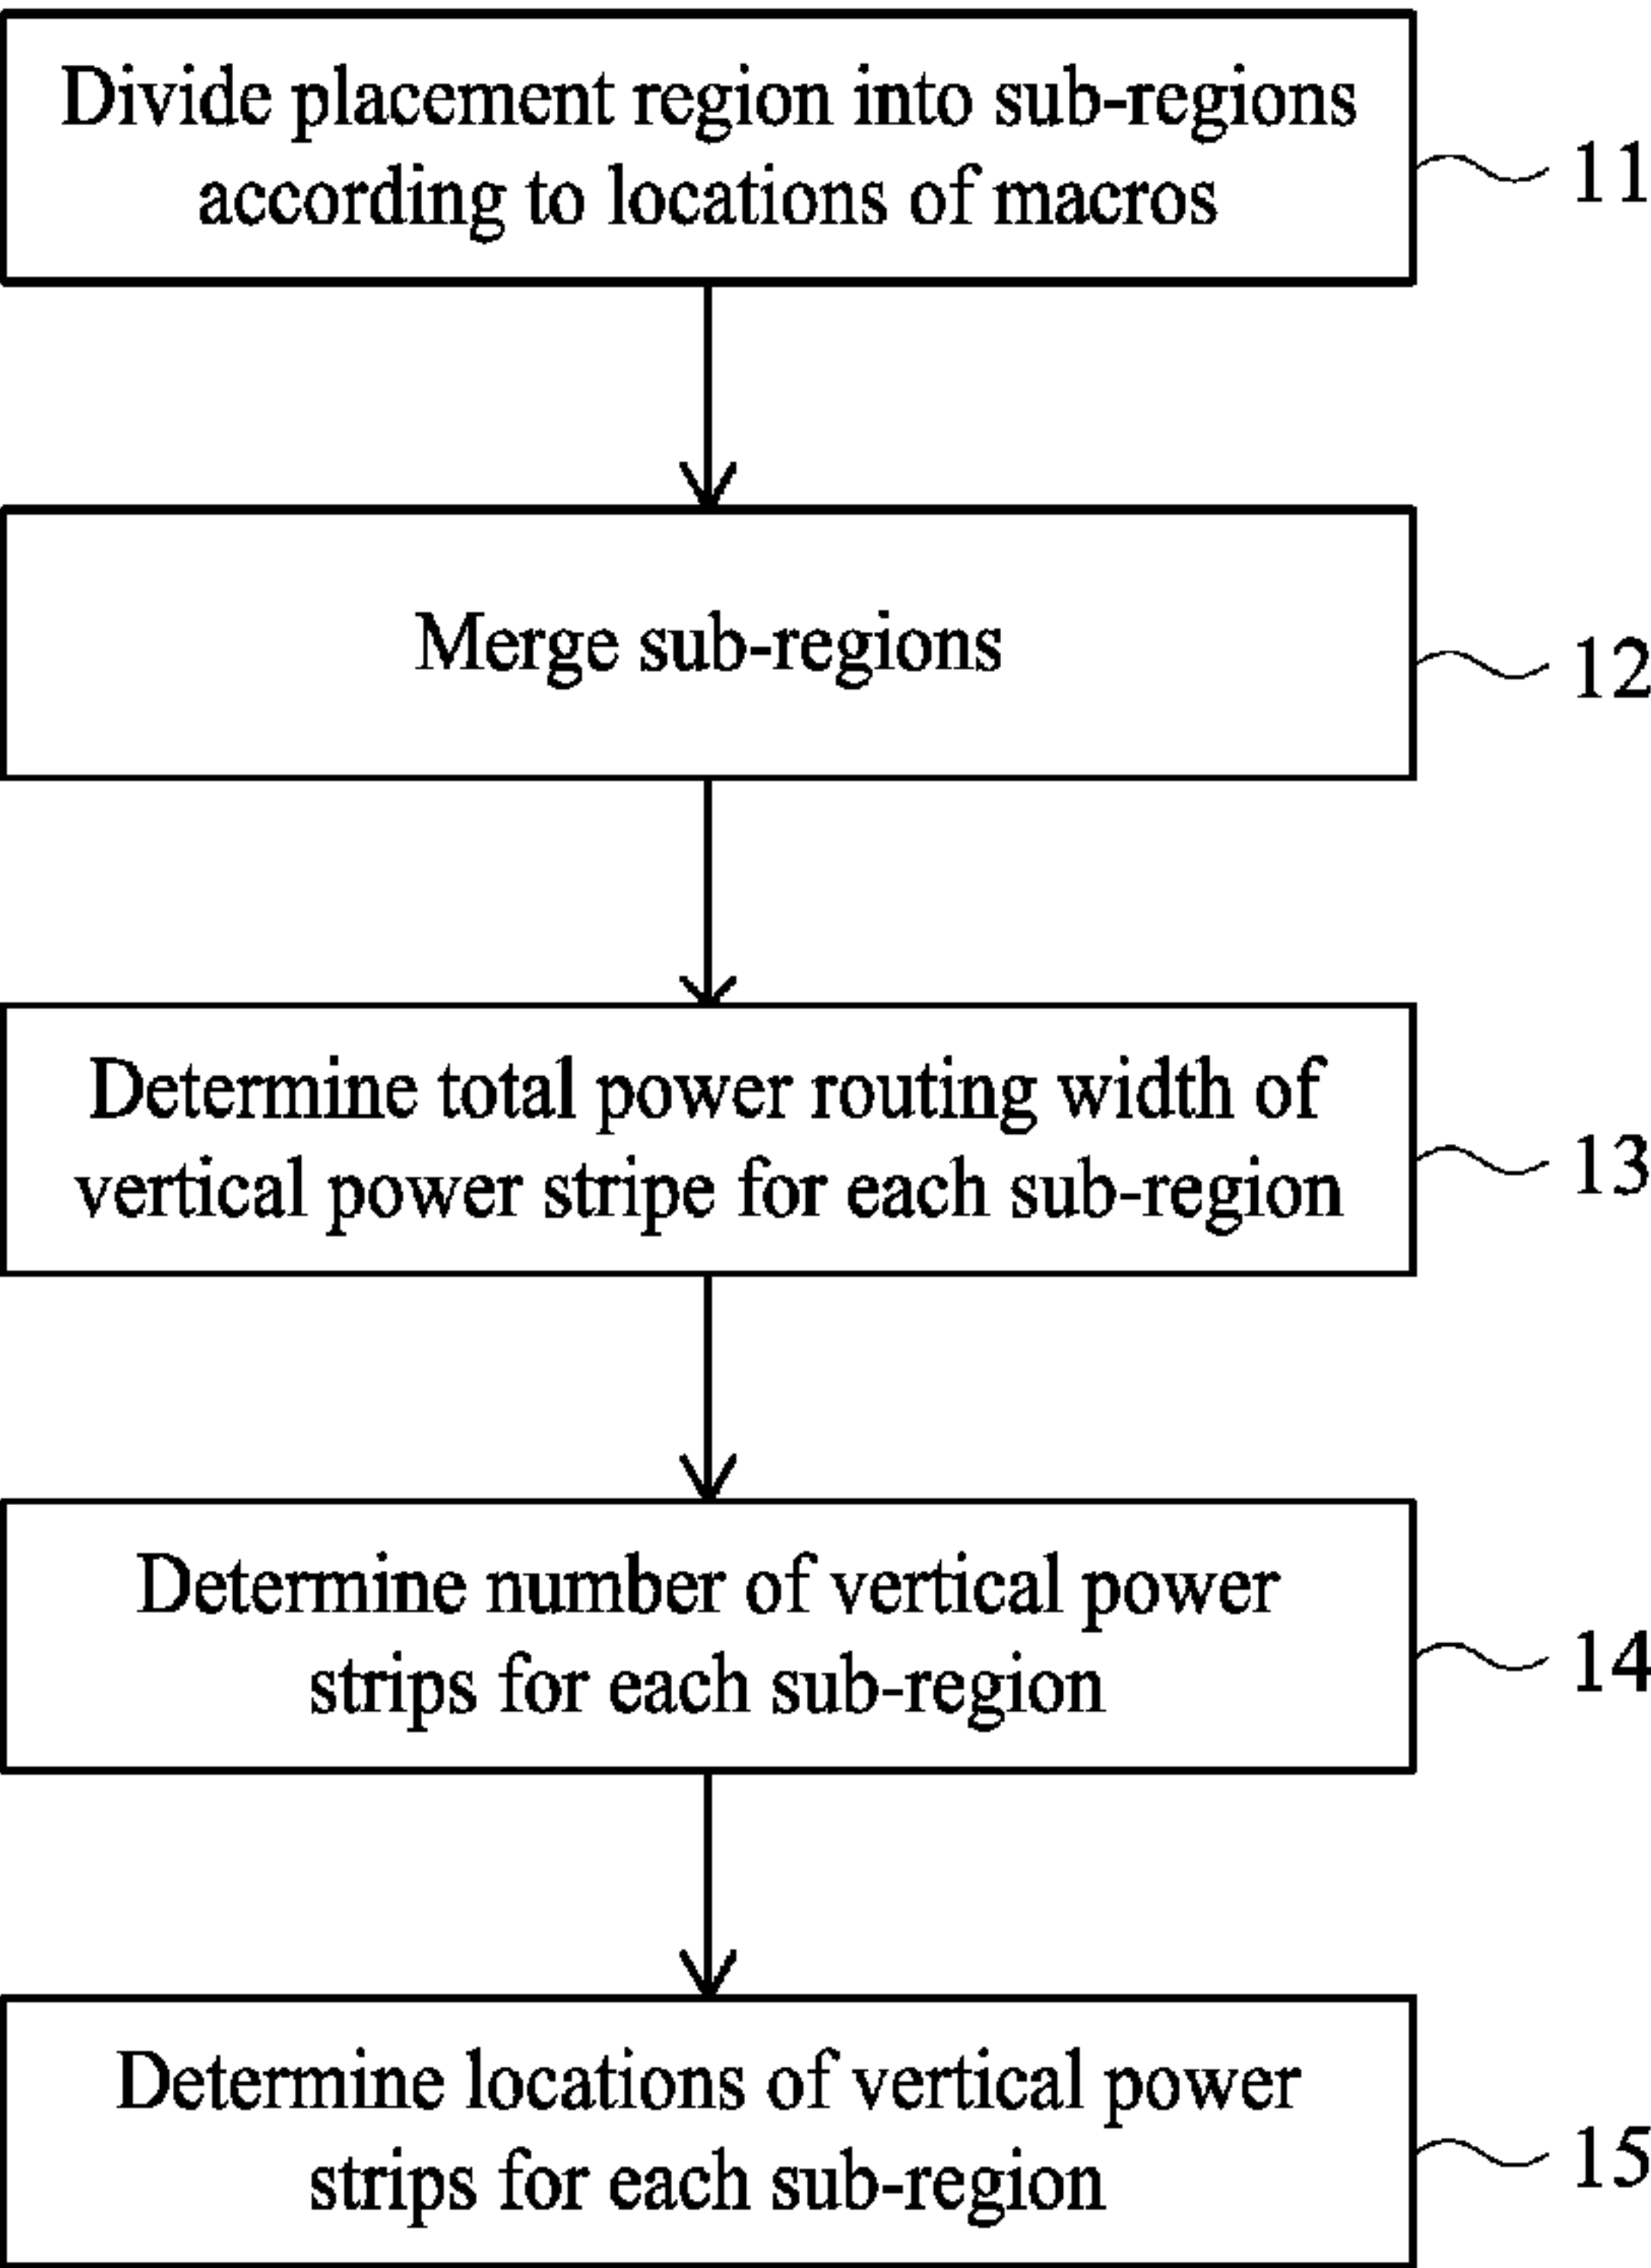 Divide placement region into sub-regions
according to locations of macros
11
Merge sub-regions
12
Determine total power routing width of
vertical power stripe for each sub-region
13
Determine number of vertical power
strips for each sub-region
14
Determine locations of vertical power
strips for each sub-region
15